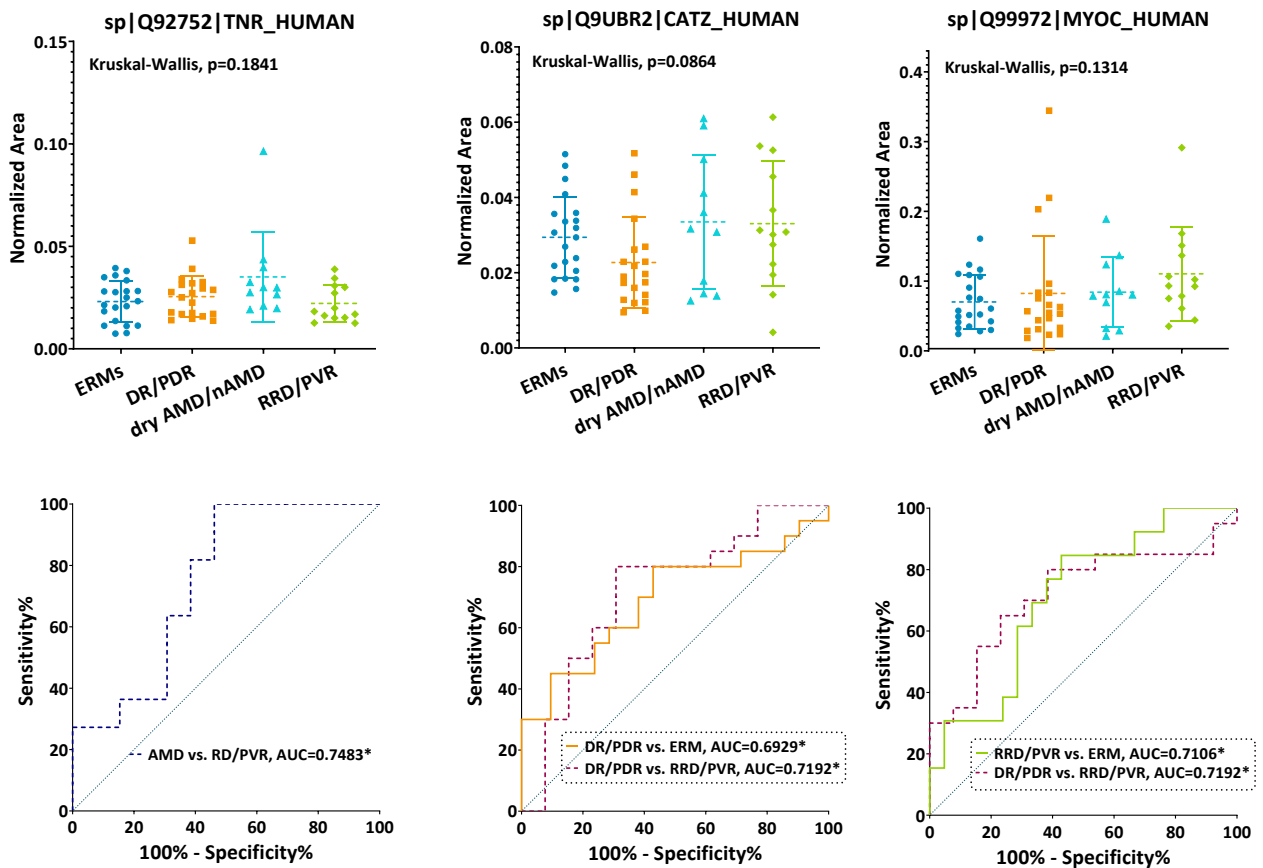 sp|Q92752|TNR_HUMAN
Kruskal-Wallis, p=0.1841
Normalized Area
0.15
0.10
0.05
0.00
ERMs
DR/PDR
dry AMD/nAMD
RRD/PVR
sp|Q9UBR2|CATZ_HUMAN
Kruskal-Wallis, p=0.0864
Normalized Area
0.08
0.06
0.04
0.02
0.00
ERMs
DR/PDR
dry AMD/nAMD
RRD/PVR
sp|Q99972|MYOC_HUMAN
Kruskal-Wallis, p=0.1314
Normalized Area
0.4
0.3
0.2
0.1
0.0
ERMs
DR/PDR
dry AMD/nAMD
RRD/PVR
Sensitivity%
100
80
60
40
20
0
AMD vs. RD/PVR, AUC=0.7483*
0 20 40 60 80 100
100% - Specificity%
Sensitivity%
100
80
60
40
20
0
DR/PDR vs. ERM, AUC=0.6929*
DR/PDR vs. RRD/PVR, AUC=0.7192*
0 20 40 60 80 100
100% - Specificity%
Sensitivity%
100
80
60
40
20
0
RRD/PVR vs. ERM, AUC=0.7106*
DR/PDR vs. RRD/PVR, AUC=0.7192*
0 20 40 60 80 100
100% - Specificity%